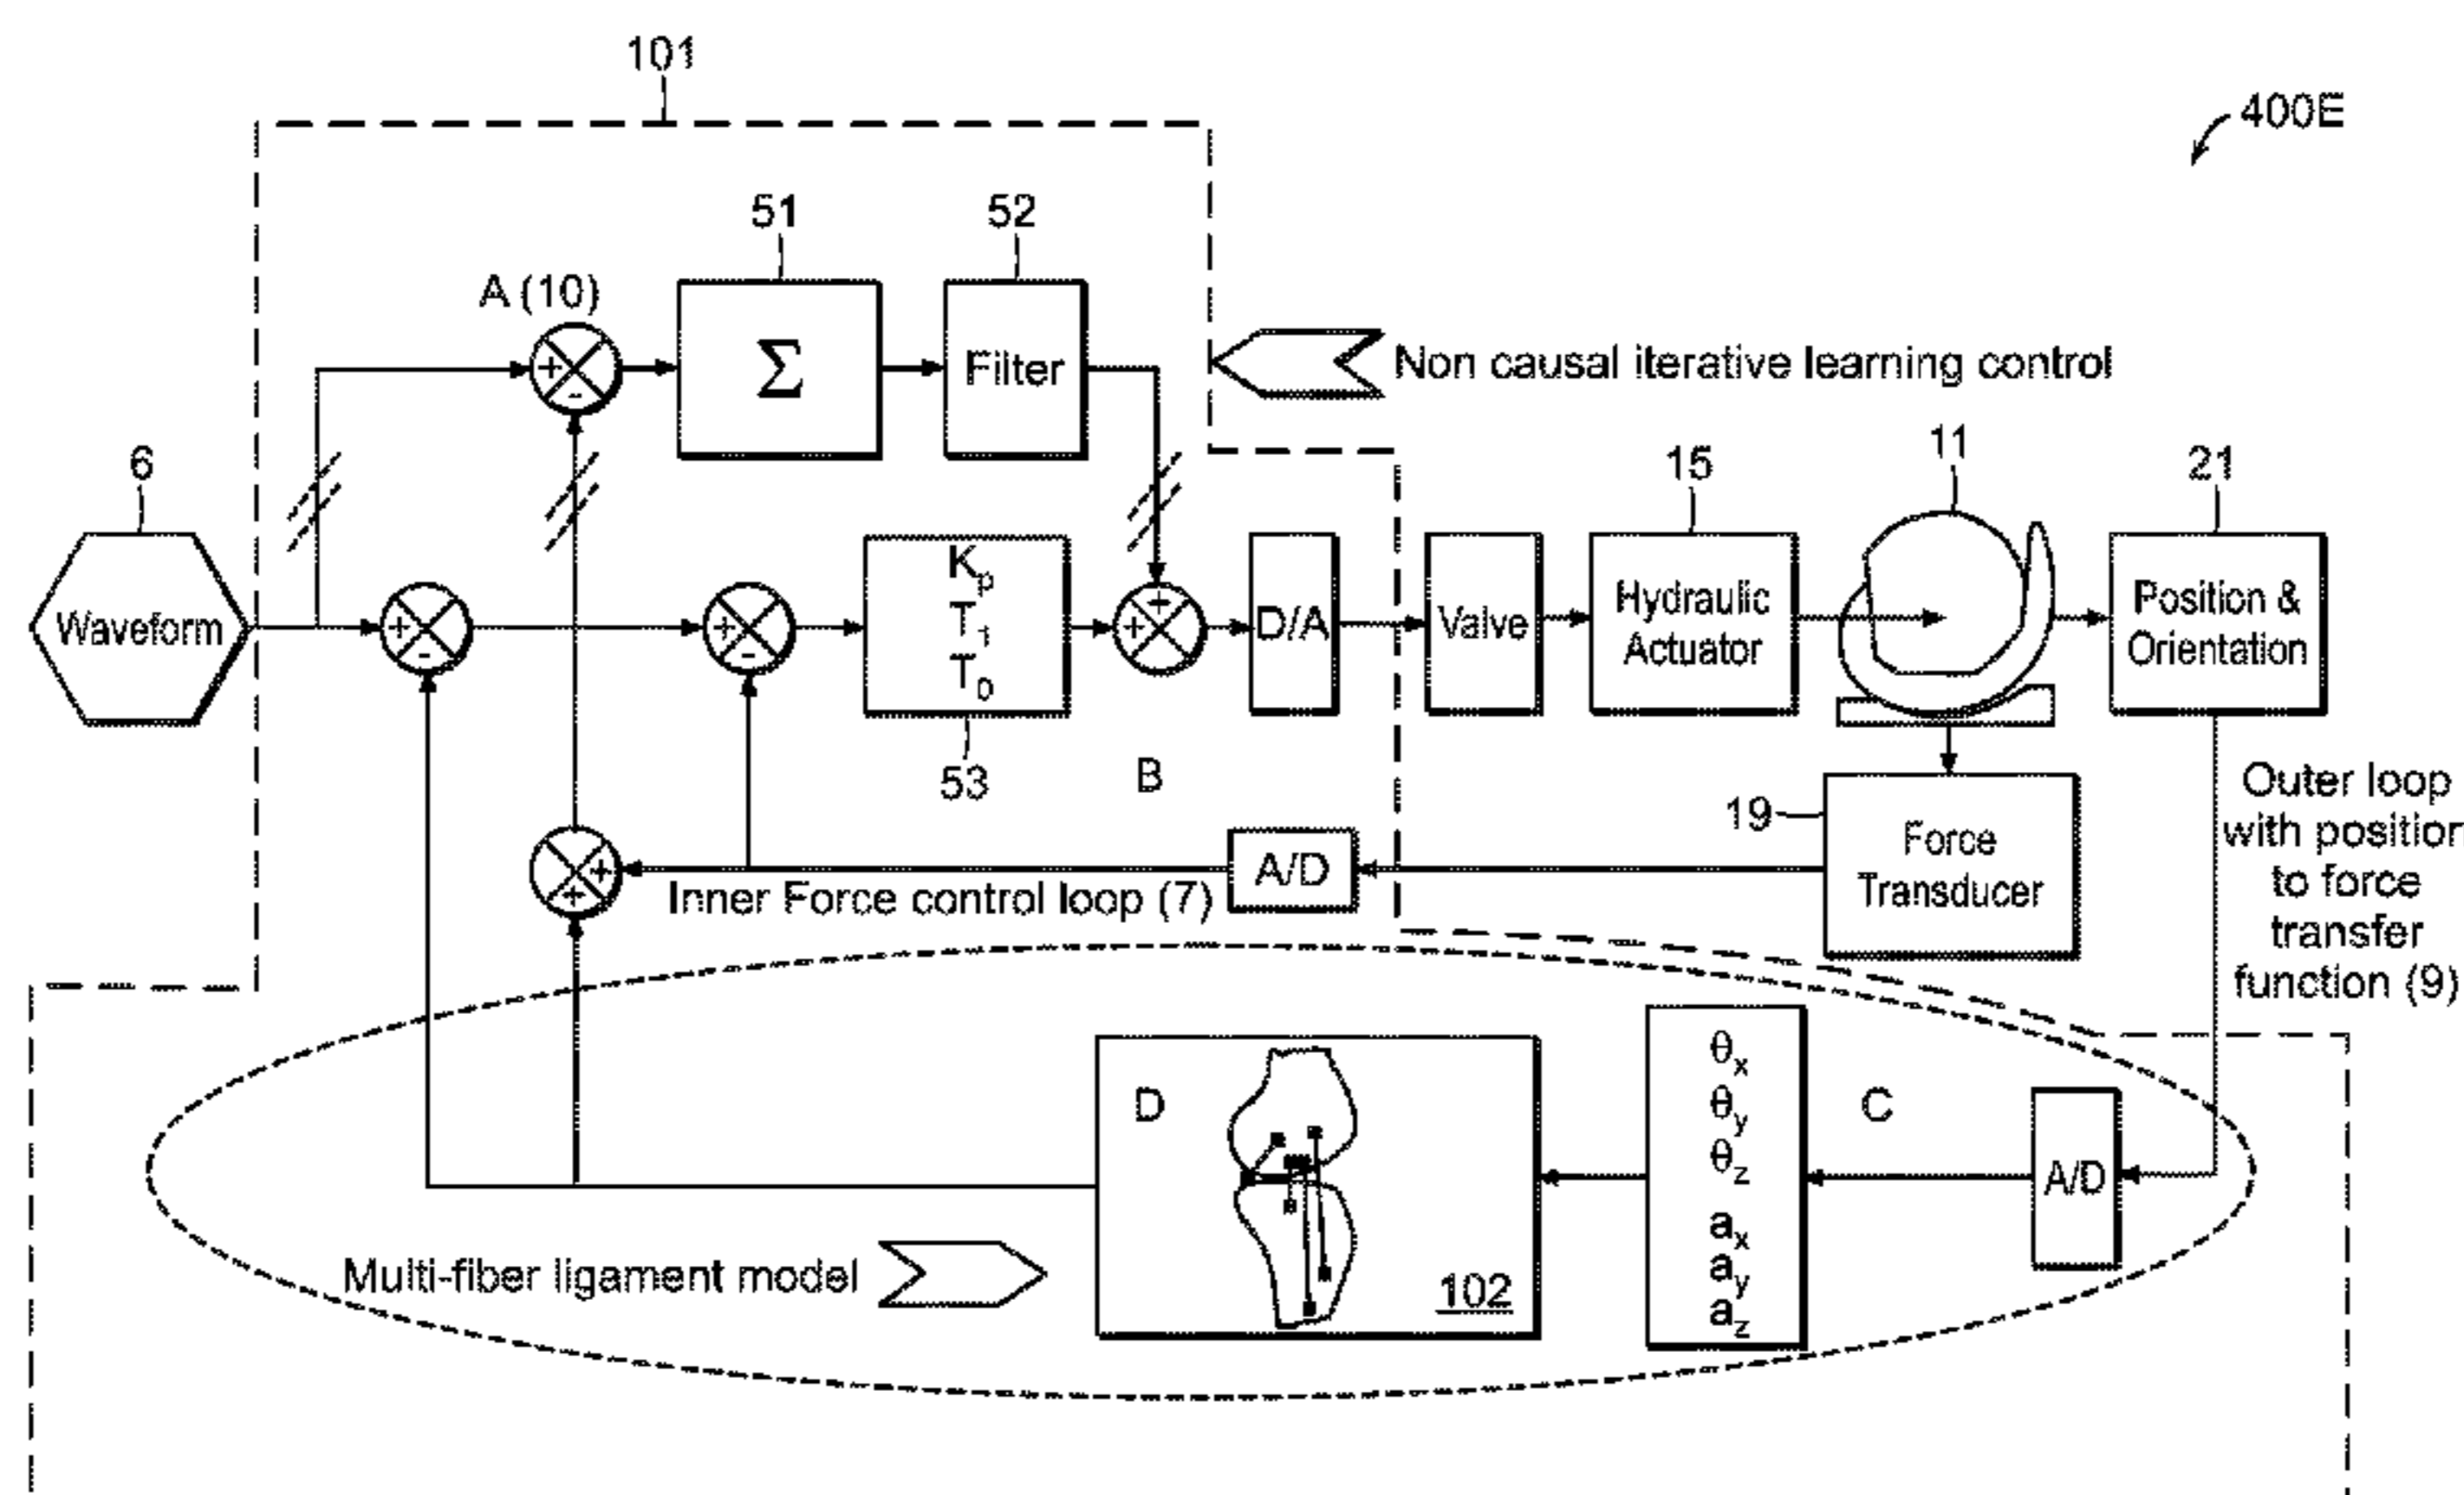 101
400E
51
52
A (10)
+
-
Σ
Filter
Non causal iterative learning control
6
15
11
21
Waveform
+
-
+
-
Kp
T1
TD
+
+
D/A
Valve
Hydraulic
Actuator
Position &
Orientation
53
B
19
Force
Transducer
Outer loop
with position
to force
transfer
function (9)
+
+
A/D
Inner Force control loop (7)
D
102
θx
θy
θz
ax
ay
az
C
A/D
Multi-fiber ligament model